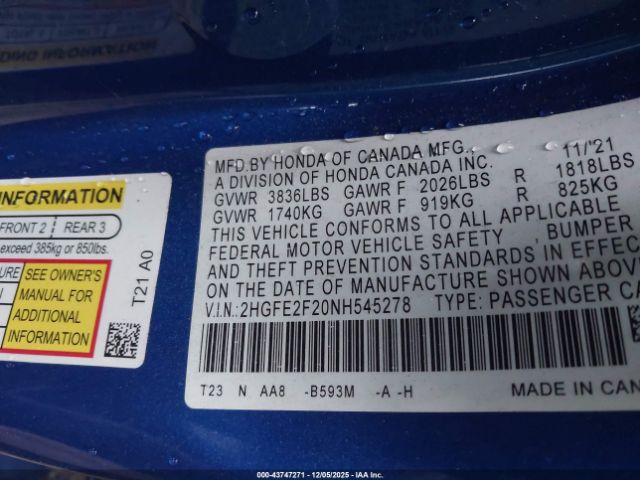 INFORMATION
FRONT 2 REAR 3
exceed 385kg or 850lbs.
SEE OWNER'S
MANUAL FOR
ADDITIONAL
INFORMATION
T21 A0
MFD.BY HONDA OF CANADA MFG., 11/'21
A DIVISION OF HONDA CANADA INC.
GVWR 3836LBS GAWR F 2026LBS R 1818LBS
GVWR 1740KG GAWR F 919KG R 825KG
THIS VEHICLE CONFORMS TO ALL APPLICABLE
FEDERAL MOTOR VEHICLE SAFETY , BUMPER ,
AND THEFT PREVENTION STANDARDS IN EFFEC
ON THE DATE OF MANUFACTURE SHOWN ABOV
V.I.N.: 2HGFE2F20NH545278 TYPE: PASSENGER CA
T23 N AA8 -B593M -A -H
MADE IN CAN
000-43747271 - 12/05/2025 - IAA Inc.